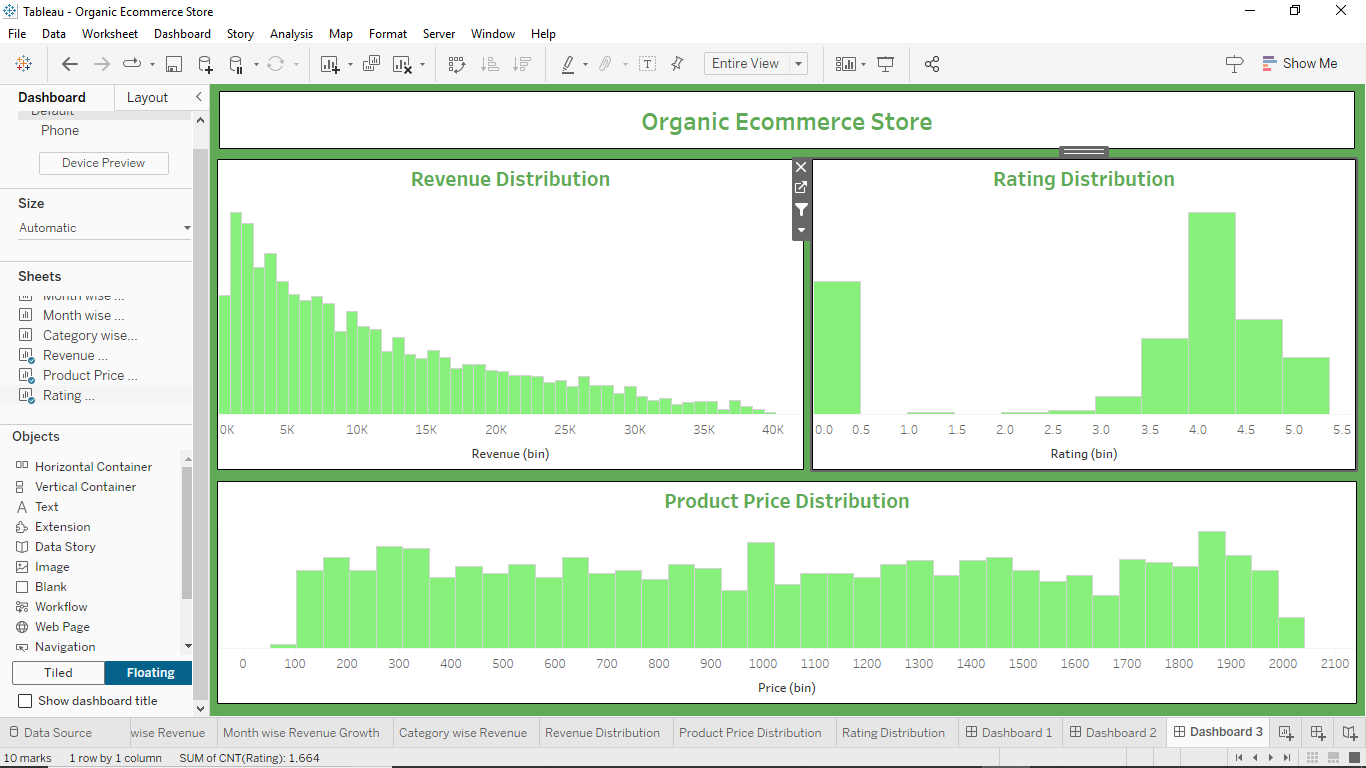 Tableau - Organic Ecommerce Store
File Data Worksheet Dashboard Story Analysis Map Format Server Window Help
Entire View
Show Me
Dashboard Layout
Default
Phone
Device Preview
Size
Automatic
Sheets
Month wise ...
Month wise ...
Category wise...
Revenue ...
Product Price ...
Rating ...
Objects
Horizontal Container
Vertical Container
Text
Extension
Data Story
Image
Blank
Workflow
Web Page
Navigation
Tiled Floating
Show dashboard title
Organic Ecommerce Store
Revenue Distribution
0K 5K 10K 15K 20K 25K 30K 35K 40K
Revenue (bin)
Rating Distribution
0.0 0.5 1.0 1.5 2.0 2.5 3.0 3.5 4.0 4.5 5.0 5.5
Rating (bin)
Product Price Distribution
0 100 200 300 400 500 600 700 800 900 1000 1100 1200 1300 1400 1500 1600 1700 1800 1900 2000 2100
Price (bin)
Data Source wise Revenue Month wise Revenue Growth Category wise Revenue Revenue Distribution Product Price Distribution Rating Distribution Dashboard 1 Dashboard 2 Dashboard 3
10 marks 1 row by 1 column SUM of CNT(Rating): 1,664